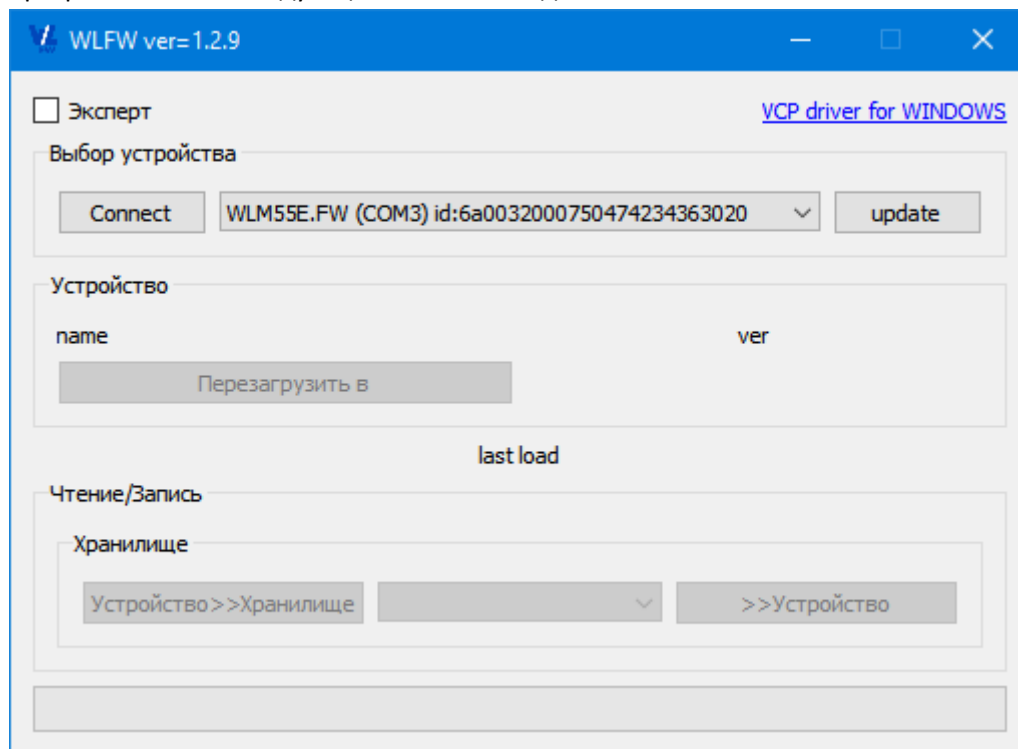 WLFW ver=1.2.9
Эксперт VCP driver for WINDOWS
Выбор устройства
Connect WLM55E.FW (COM3) id:6a0032000750474234363020 update
Устройство
name ver
Перезагрузить в
last load
Чтение/Запись
Хранилище
Устройство>>Хранилище >>Устройство